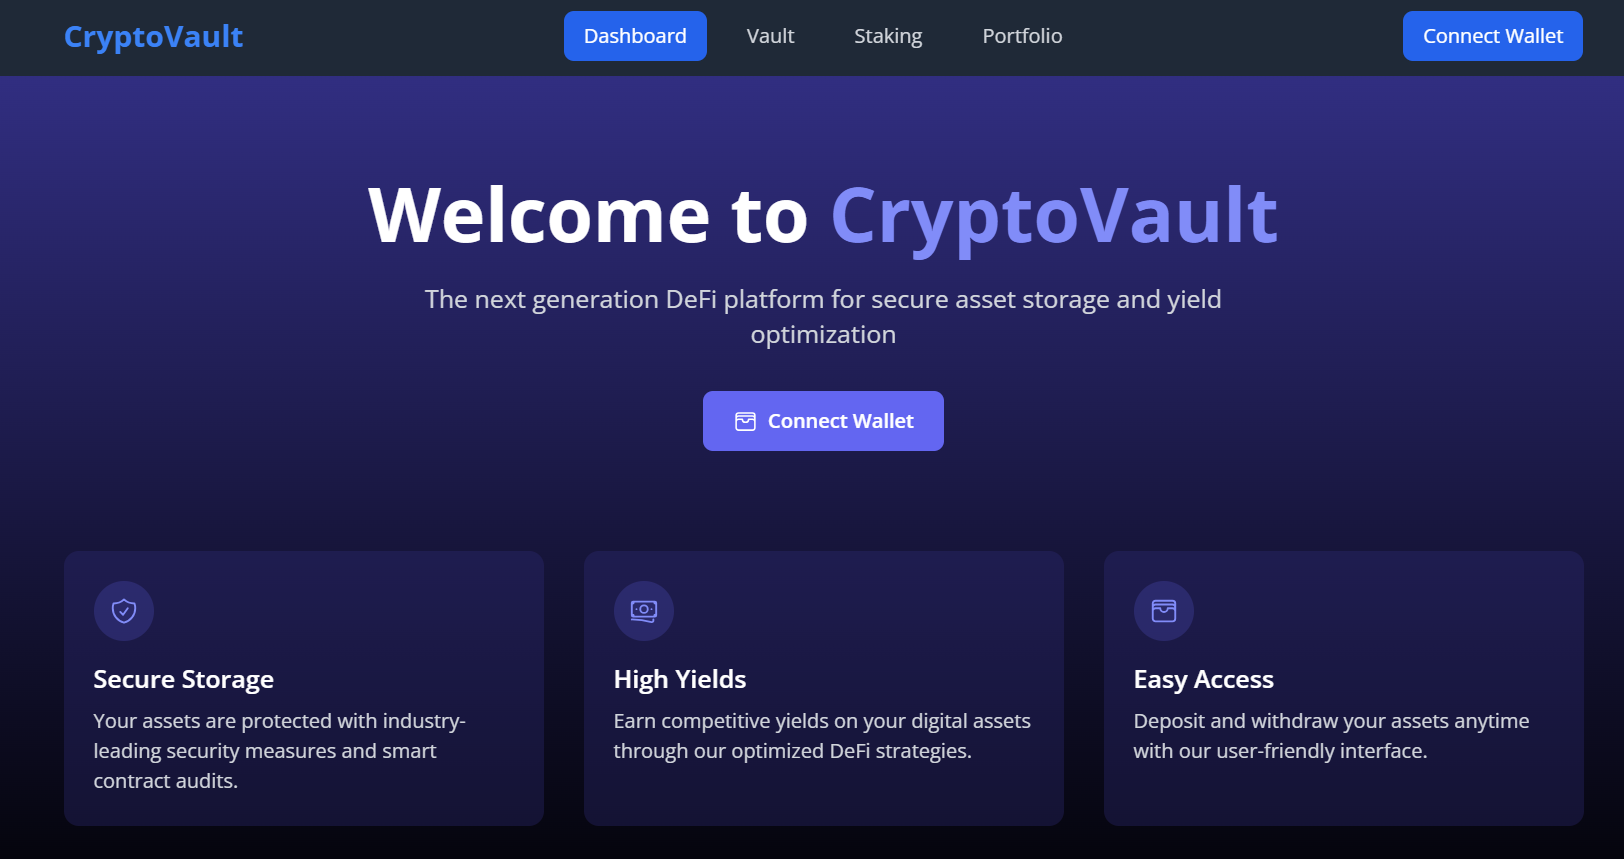 CryptoVault
Dashboard
Vault
Staking
Portfolio
Connect Wallet
Welcome to CryptoVault
The next generation DeFi platform for secure asset storage and yield
optimization
Connect Wallet
Secure Storage
Your assets are protected with industry-
leading security measures and smart
contract audits.
High Yields
Earn competitive yields on your digital assets
through our optimized DeFi strategies.
Easy Access
Deposit and withdraw your assets anytime
with our user-friendly interface.